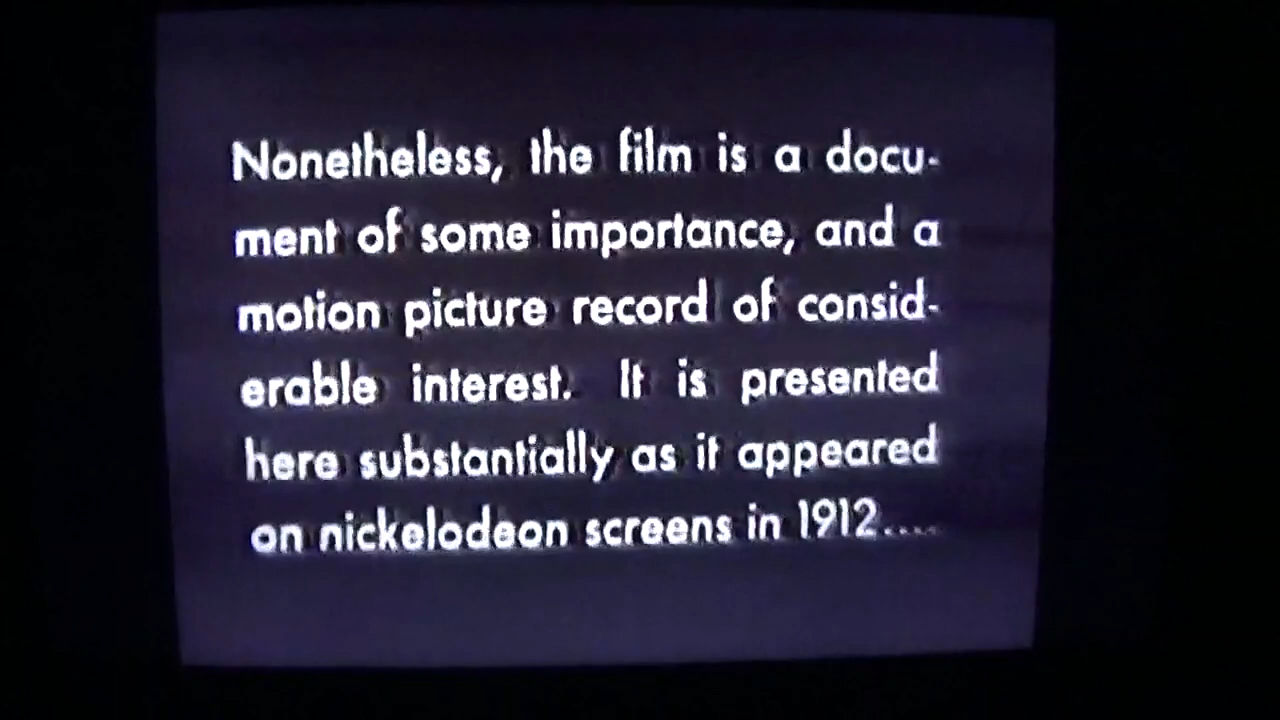 Nonetheless, the film is a docu-
ment of some importance, and a
motion picture record of consid-
erable interest. It is presented
here substantially as it appeared
on nickelodeon screens in 1912....